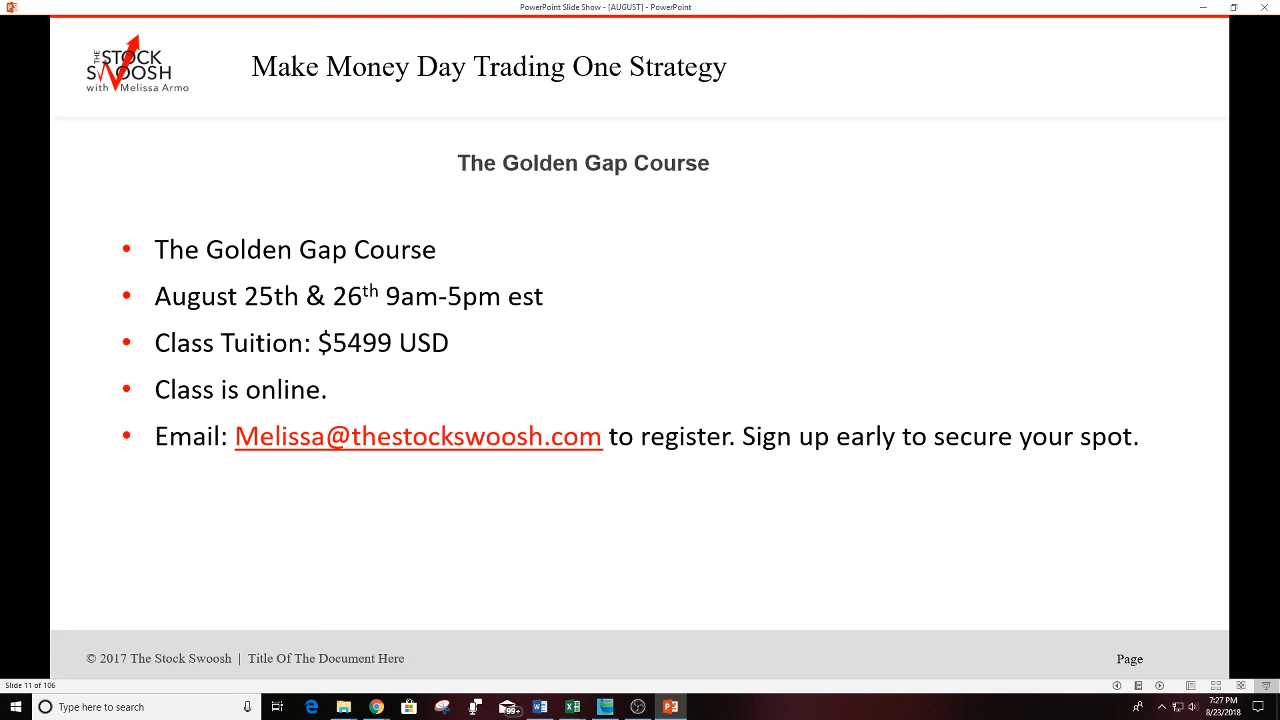 PowerPoint Slide Show - [AUGUST] - PowerPoint
THE STOCK SWOOSH
with Melissa Armo
Make Money Day Trading One Strategy
The Golden Gap Course
• The Golden Gap Course
• August 25th & 26th 9am-5pm est
• Class Tuition: $5499 USD
• Class is online.
• Email: Melissa@thestockswoosh.com to register. Sign up early to secure your spot.
© 2017 The Stock Swoosh | Title Of The Document Here
Page
Slide 11 of 106
Type here to search
99+
7:27 PM
8/23/2018